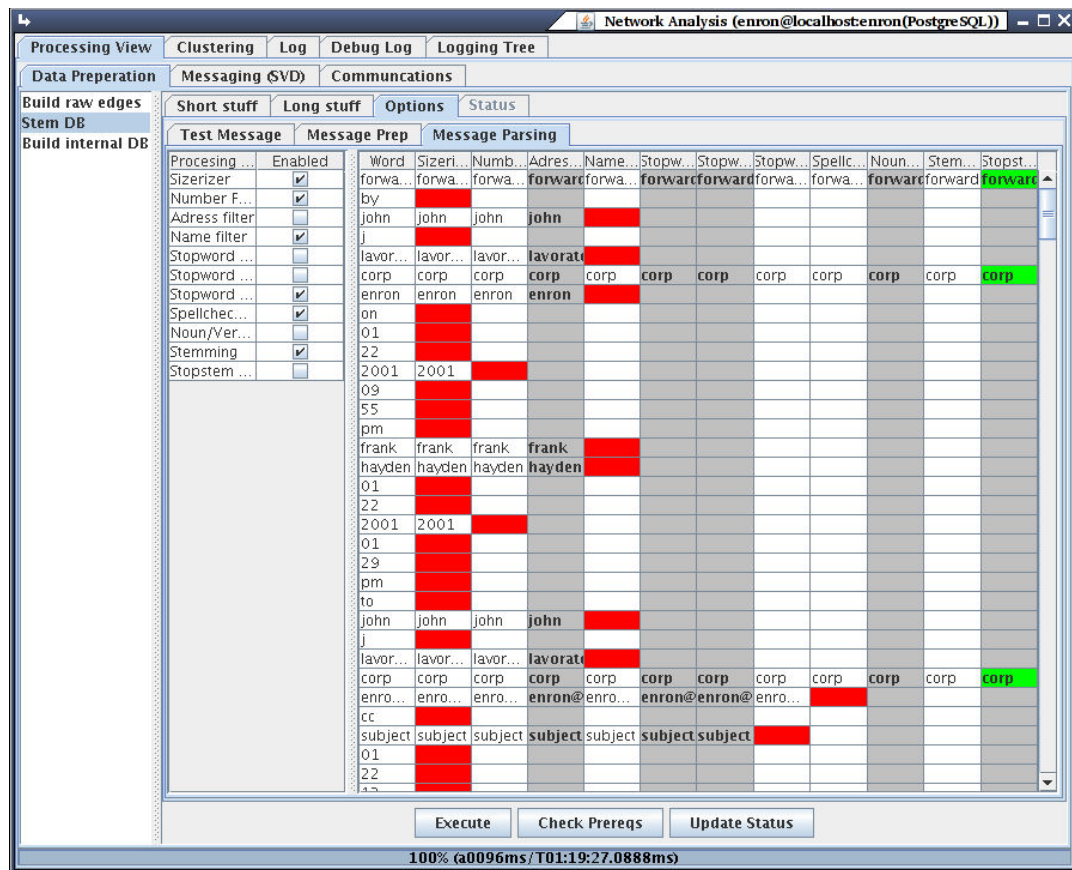 Network Analysis (enron@localhost:enron(PostgreSQL))
Processing View Clustering Log Debug Log Logging Tree
Data Preperation Messaging (SVD) Communcations
Build raw edges
Stem DB
Build internal DB
Short stuff Long stuff Options Status
Test Message Message Prep Message Parsing
Procesing ... Enabled
Sizerizer
Number F...
Adress filter
Name filter
Stopword ...
Stopword ...
Stopword ...
Spellchec...
Noun/Ver...
Stemming
Stopstem ...
Word Sizeri... Numb... Adres... Name... Stopw... Stopw... Stopw... Spellc... Noun... Stem... Stopst...
forwa... forwa... forwa... forward forwa... forward forward forwa... forwa... forward forward forward
by
john john john john
j
lavor... lavor... lavor... lavorato
corp corp corp corp corp corp corp corp corp corp corp corp
enron enron enron enron
on
01
22
2001 2001
09
55
pm
frank frank frank frank
hayden hayden hayden hayden
01
22
2001 2001
01
29
pm
to
john john john john
j
lavor... lavor... lavor... lavorato
corp corp corp corp corp corp corp corp corp corp corp corp
enro... enro... enro... enron@ enro... enron@ enron@ enro...
cc
subject subject subject subject subject subject subject
01
22
Execute Check Prereqs Update Status
100% (a0096ms/T01:19:27.0888ms)